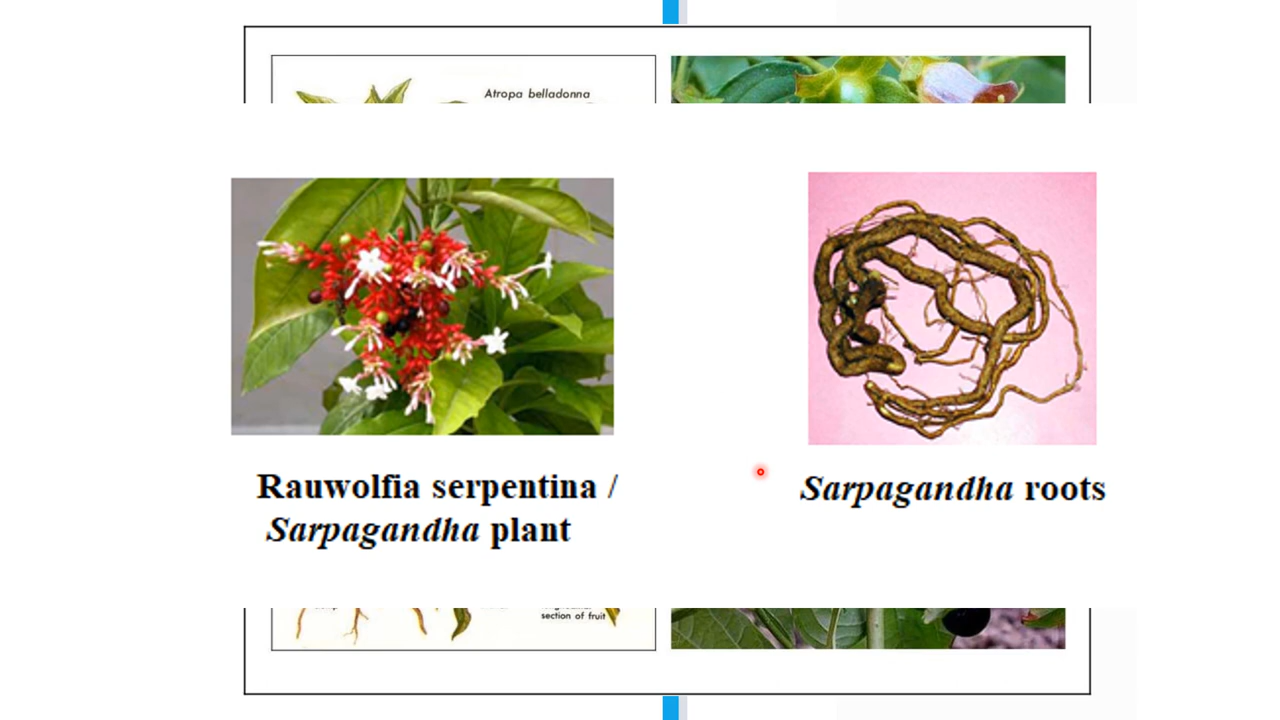 Atropa belladonna
Rauwolfia serpentina /
Sarpagandha plant
Sarpagandha roots
section of fruit